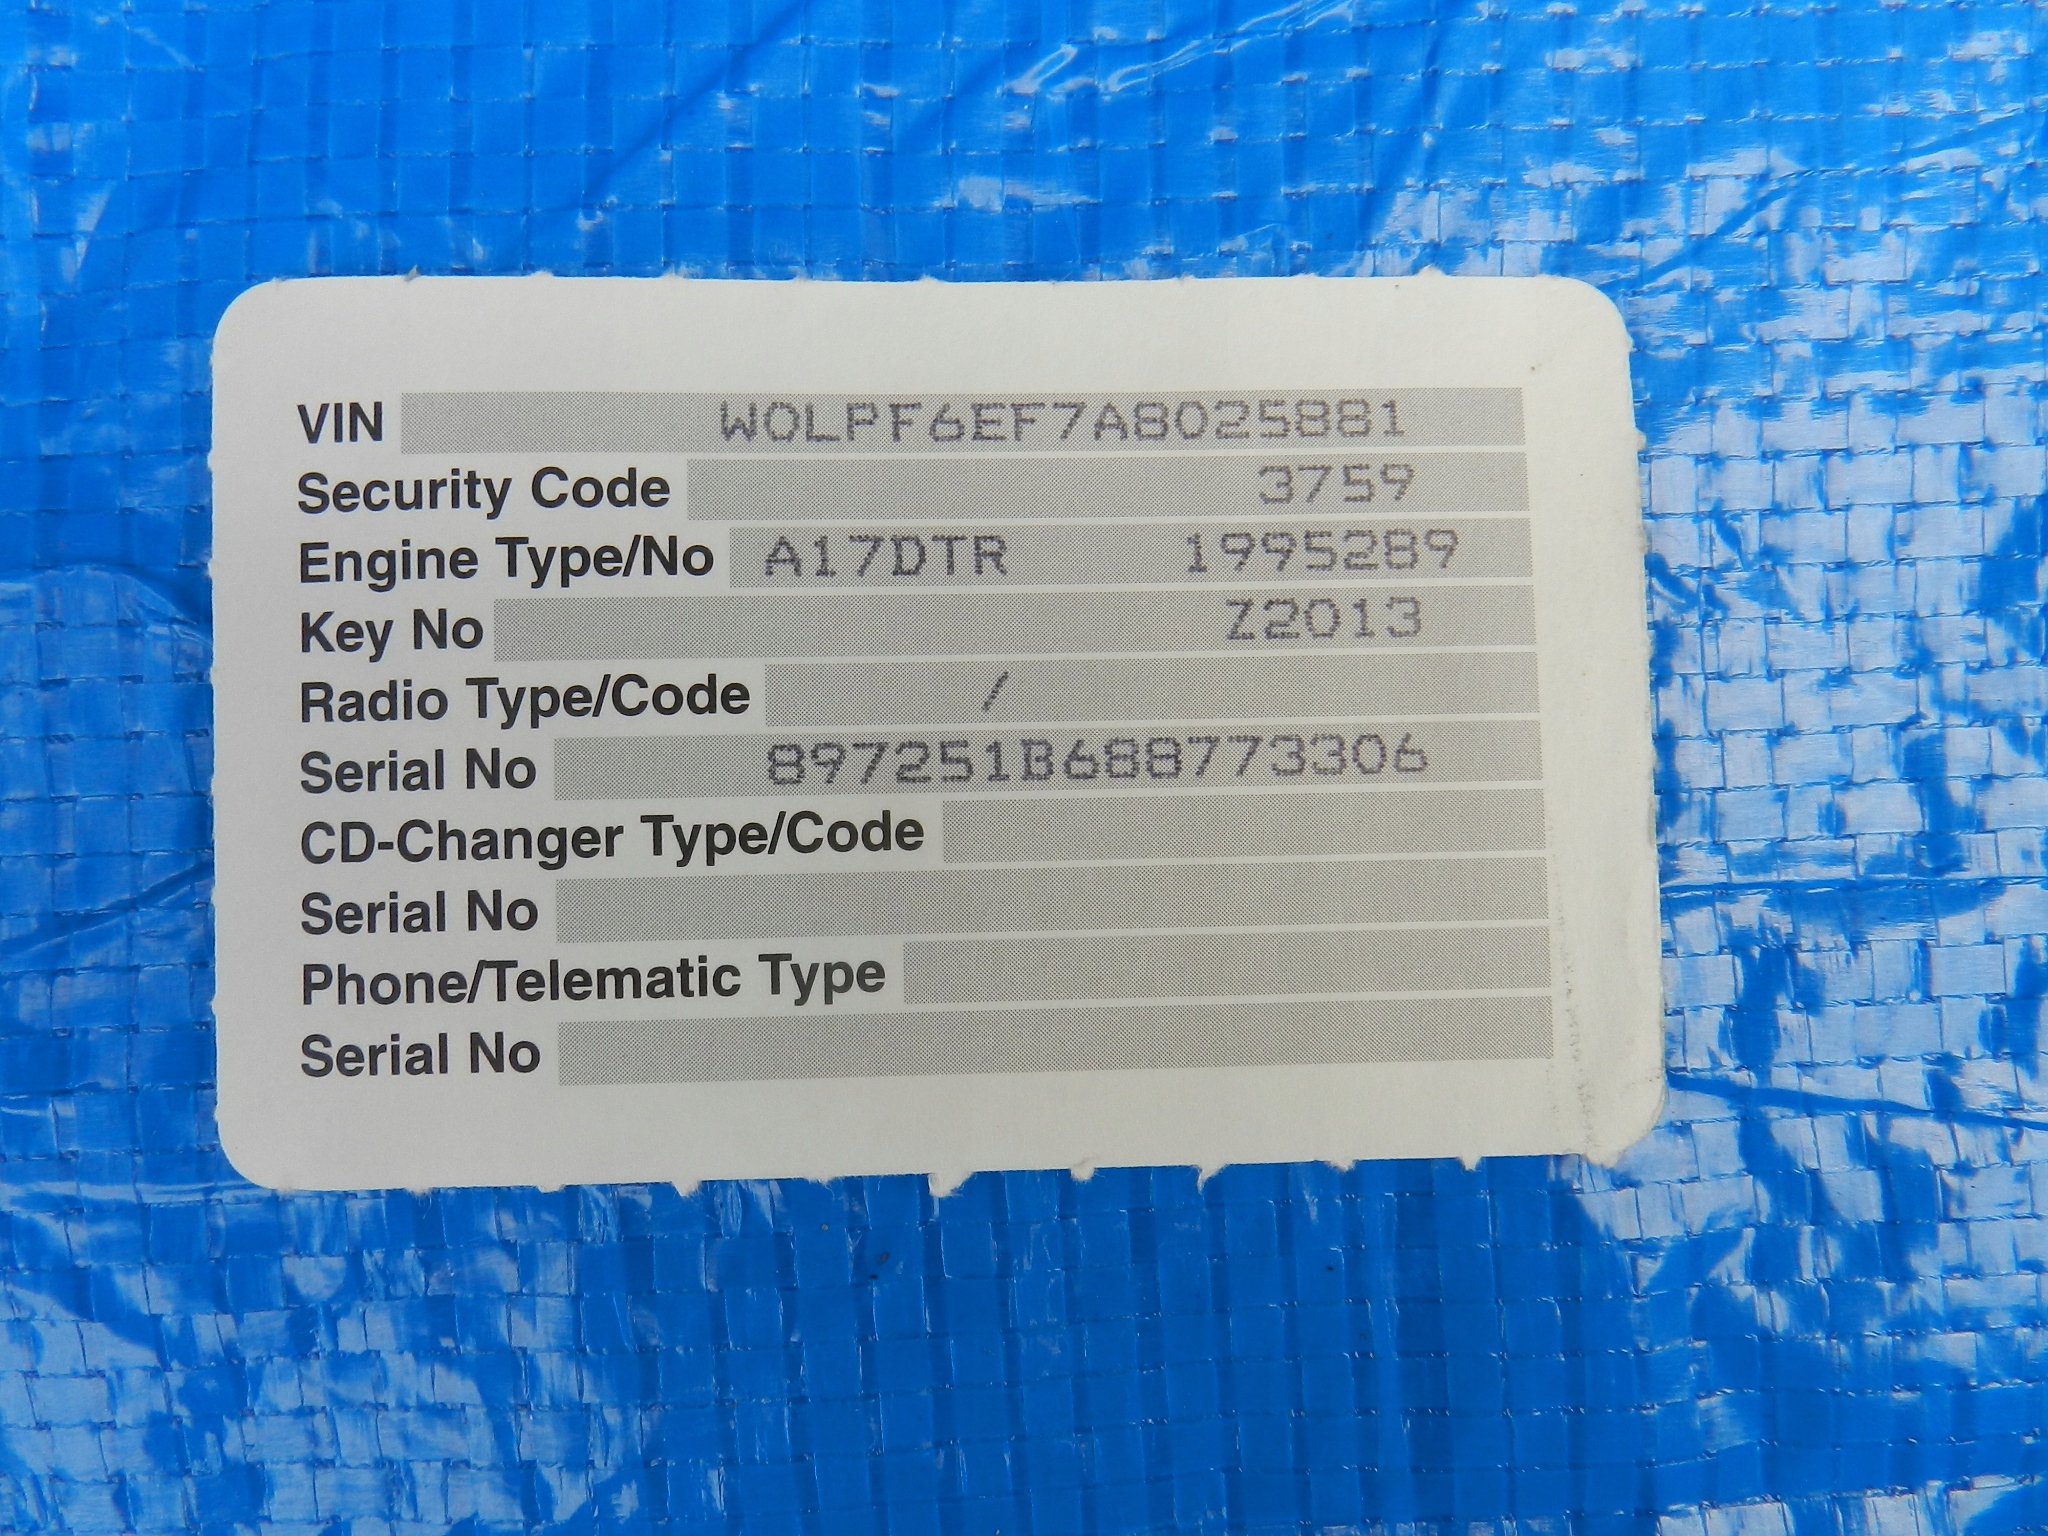 VIN W0LPF6EF7A8025881
Security Code 3759
Engine Type/No A17DTR 1995289
Key No Z2013
Radio Type/Code /
Serial No 897251B688773306
CD-Changer Type/Code
Serial No
Phone/Telematic Type
Serial No